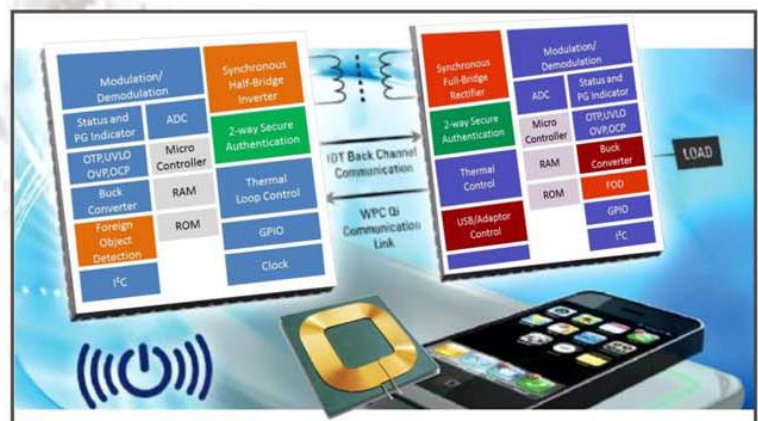 Modulation/
Demodulation
Synchronous
Half-Bridge
Inverter
Status and
PG Indicator
ADC
2-way Secure
Authentication
OTP,UVLO
OVP,OCP
Micro
Controller
Buck
Converter
RAM
Thermal
Loop Control
Foreign
Object
Detection
ROM
GPIO
I²C
Clock
IDT Back Channel
Communication
WPC Qi
Communication
Link
Synchronous
Full-Bridge
Rectifier
Modulation/
Demodulation
ADC
Status and
PG Indicator
2-way Secure
Authentication
Micro
Controller
OTP,UVLO
OVP,OCP
Thermal
Control
RAM
Buck
Converter
ROM
FOD
USB/Adaptor
Control
GPIO
I²C
LOAD